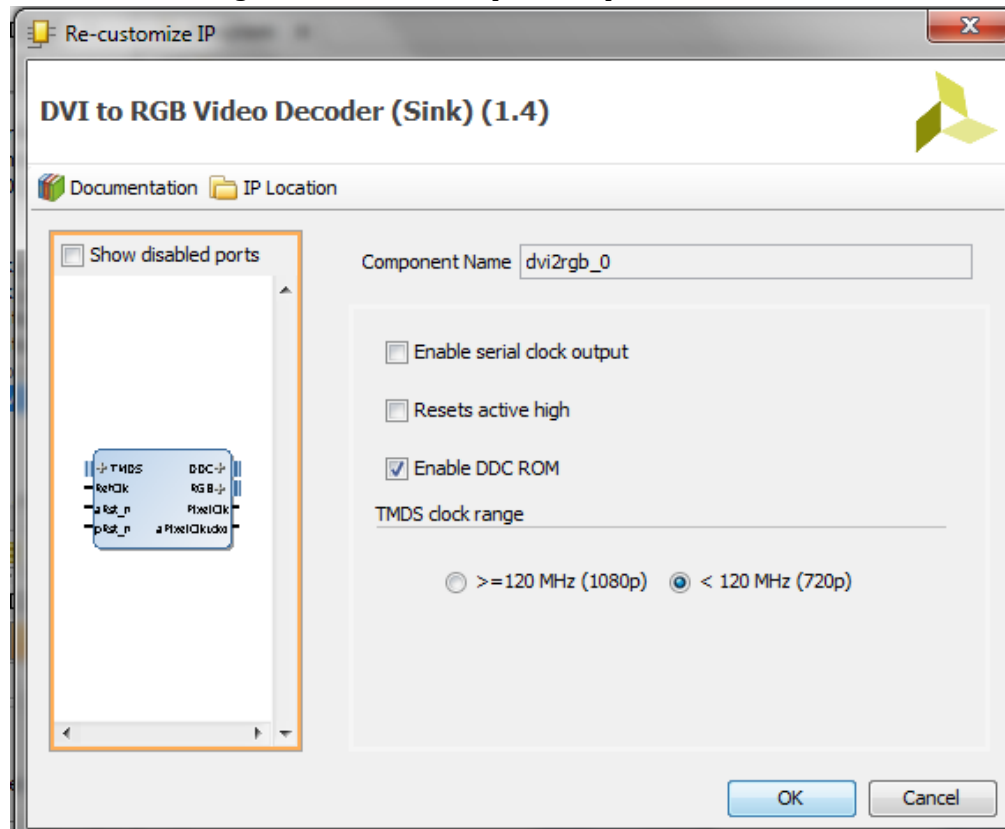 Re-customize IP
DVI to RGB Video Decoder (Sink) (1.4)
Documentation IP Location
Show disabled ports
Component Name dvi2rgb_0
Enable serial clock output
Resets active high
Enable DDC ROM
TMDS clock range
>=120 MHz (1080p) < 120 MHz (720p)
TMDS DDC
RefClk RGB
aRst_n PixelClk
pRst_n aPixelClkLckd
OK Cancel